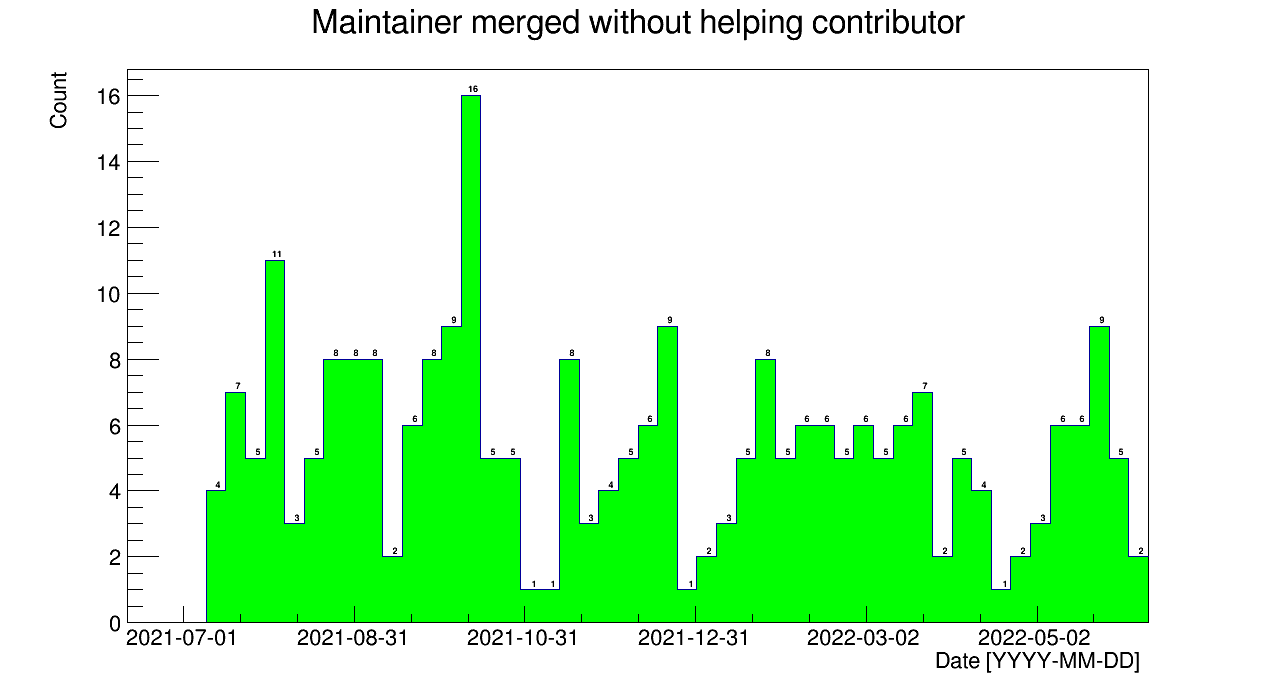 Maintainer merged without helping contributor
Count
16
14
12
10
8
6
4
2
0
4 7 5 11 3 5 8 8 8 2 6 8 9 16 5 5 1 1 8 3 4 5 6 9 1 2 3 5 8 5 6 6 5 6 5 6 7 2 5 4 1 2 3 6 6 9 5 2
2021-07-01 2021-08-31 2021-10-31 2021-12-31 2022-03-02 2022-05-02
Date [YYYY-MM-DD]